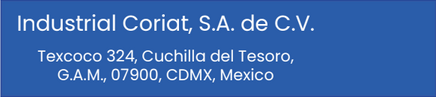 Industrial Coriat, S.A. de C.V.
Texcoco 324, Cuchilla del Tesoro,
G.A.M., 07900, CDMX, Mexico